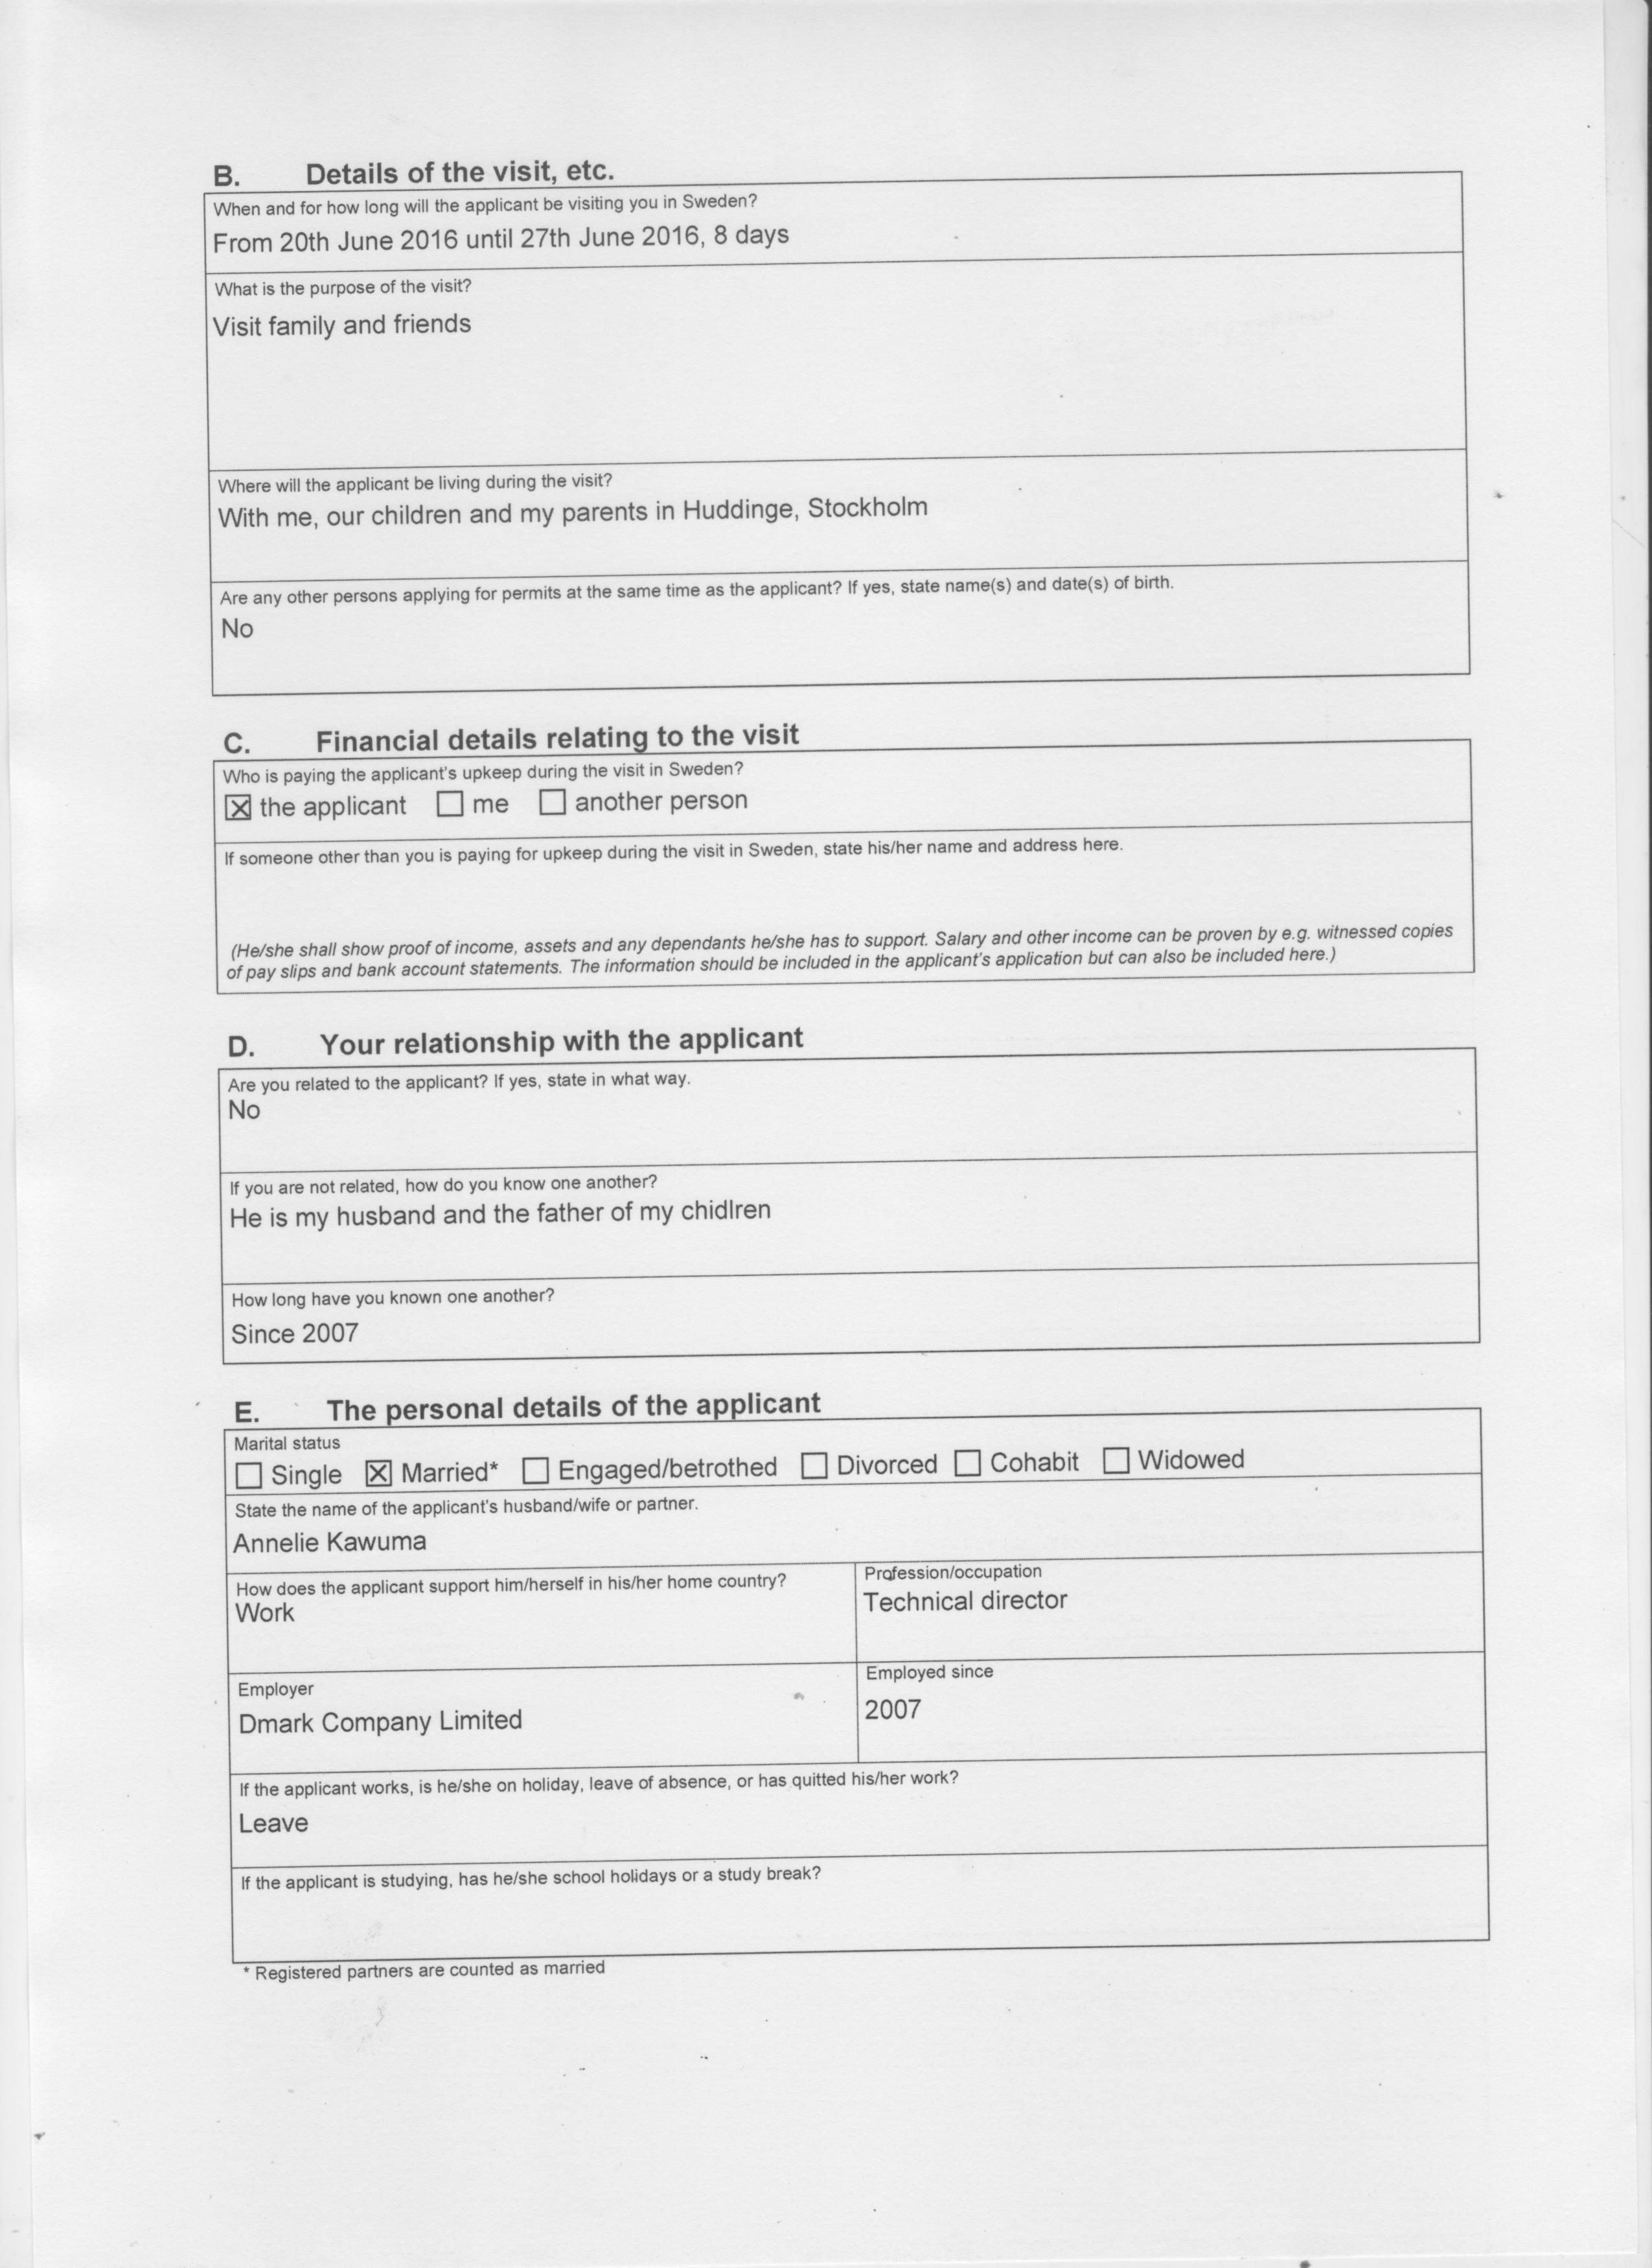 B. Details of the visit, etc.
When and for how long will the applicant be visiting you in Sweden?
From 20th June 2016 until 27th June 2016, 8 days
What is the purpose of the visit?
Visit family and friends
Where will the applicant be living during the visit?
With me, our children and my parents in Huddinge, Stockholm
Are any other persons applying for permits at the same time as the applicant? If yes, state name(s) and date(s) of birth.
No
C. Financial details relating to the visit
Who is paying the applicant's upkeep during the visit in Sweden?
☒ the applicant ☐ me ☐ another person
If someone other than you is paying for upkeep during the visit in Sweden, state his/her name and address here.
(He/she shall show proof of income, assets and any dependants he/she has to support. Salary and other income can be proven by e.g. witnessed copies
of pay slips and bank account statements. The information should be included in the applicant's application but can also be included here.)
D. Your relationship with the applicant
Are you related to the applicant? If yes, state in what way.
No
If you are not related, how do you know one another?
He is my husband and the father of my chidlren
How long have you known one another?
Since 2007
E. The personal details of the applicant
Marital status
☐ Single ☒ Married* ☐ Engaged/betrothed ☐ Divorced ☐ Cohabit ☐ Widowed
State the name of the applicant's husband/wife or partner.
Annelie Kawuma
How does the applicant support him/herself in his/her home country?
Work
Profession/occupation
Technical director
Employer
Dmark Company Limited
Employed since
2007
If the applicant works, is he/she on holiday, leave of absence, or has quitted his/her work?
Leave
If the applicant is studying, has he/she school holidays or a study break?
* Registered partners are counted as married